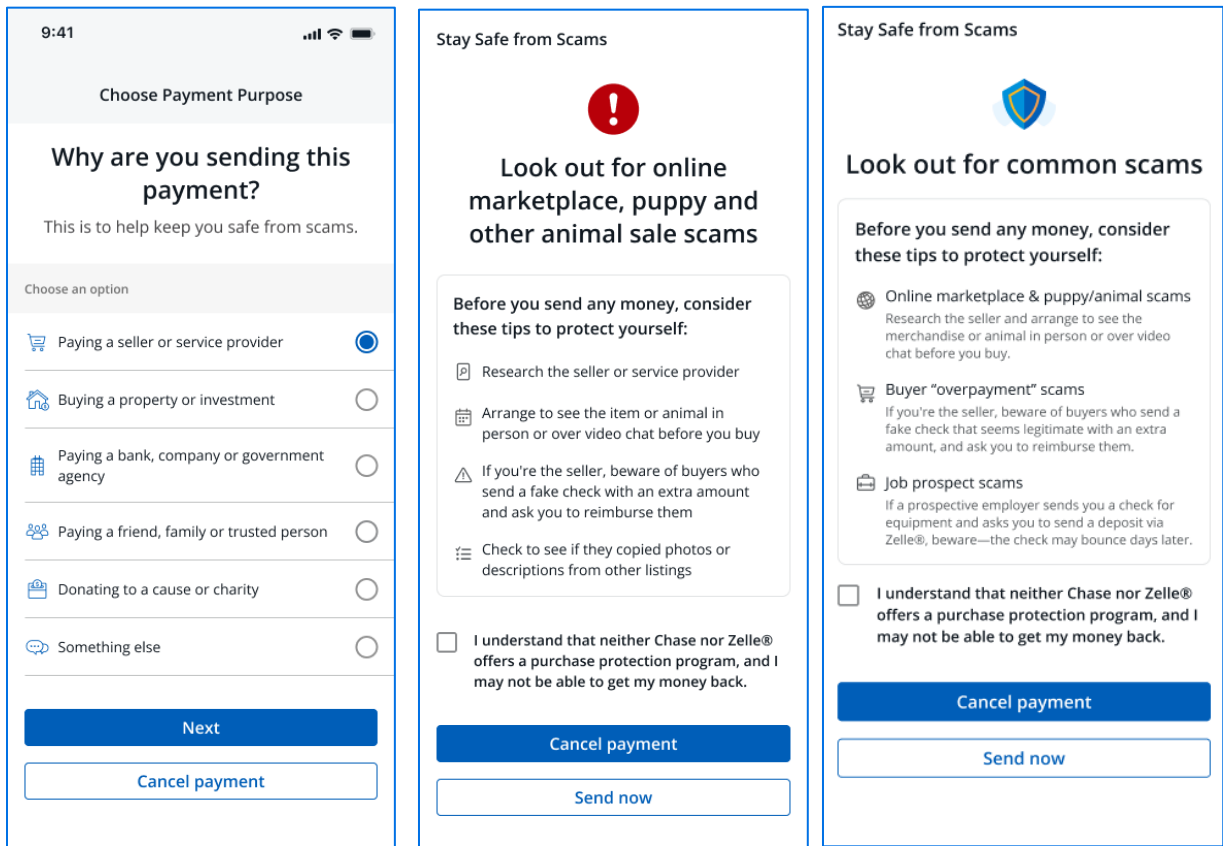 9:41
Choose Payment Purpose
Why are you sending this
payment?
This is to help keep you safe from scams.
Choose an option
Paying a seller or service provider
Buying a property or investment
Paying a bank, company or government
agency
Paying a friend, family or trusted person
Donating to a cause or charity
Something else
Next
Cancel payment
Stay Safe from Scams
Look out for online
marketplace, puppy and
other animal sale scams
Before you send any money, consider
these tips to protect yourself:
Research the seller or service provider
Arrange to see the item or animal in
person or over video chat before you buy
If you're the seller, beware of buyers who
send a fake check with an extra amount
and ask you to reimburse them
Check to see if they copied photos or
descriptions from other listings
I understand that neither Chase nor Zelle®
offers a purchase protection program, and I
may not be able to get my money back.
Cancel payment
Send now
Stay Safe from Scams
Look out for common scams
Before you send any money, consider
these tips to protect yourself:
Online marketplace & puppy/animal scams
Research the seller and arrange to see the
merchandise or animal in person or over video
chat before you buy.
Buyer “overpayment” scams
If you're the seller, beware of buyers who send a
fake check that seems legitimate with an extra
amount, and ask you to reimburse them.
Job prospect scams
If a prospective employer sends you a check for
equipment and asks you to send a deposit via
Zelle®, beware—the check may bounce days later.
I understand that neither Chase nor Zelle®
offers a purchase protection program, and I
may not be able to get my money back.
Cancel payment
Send now